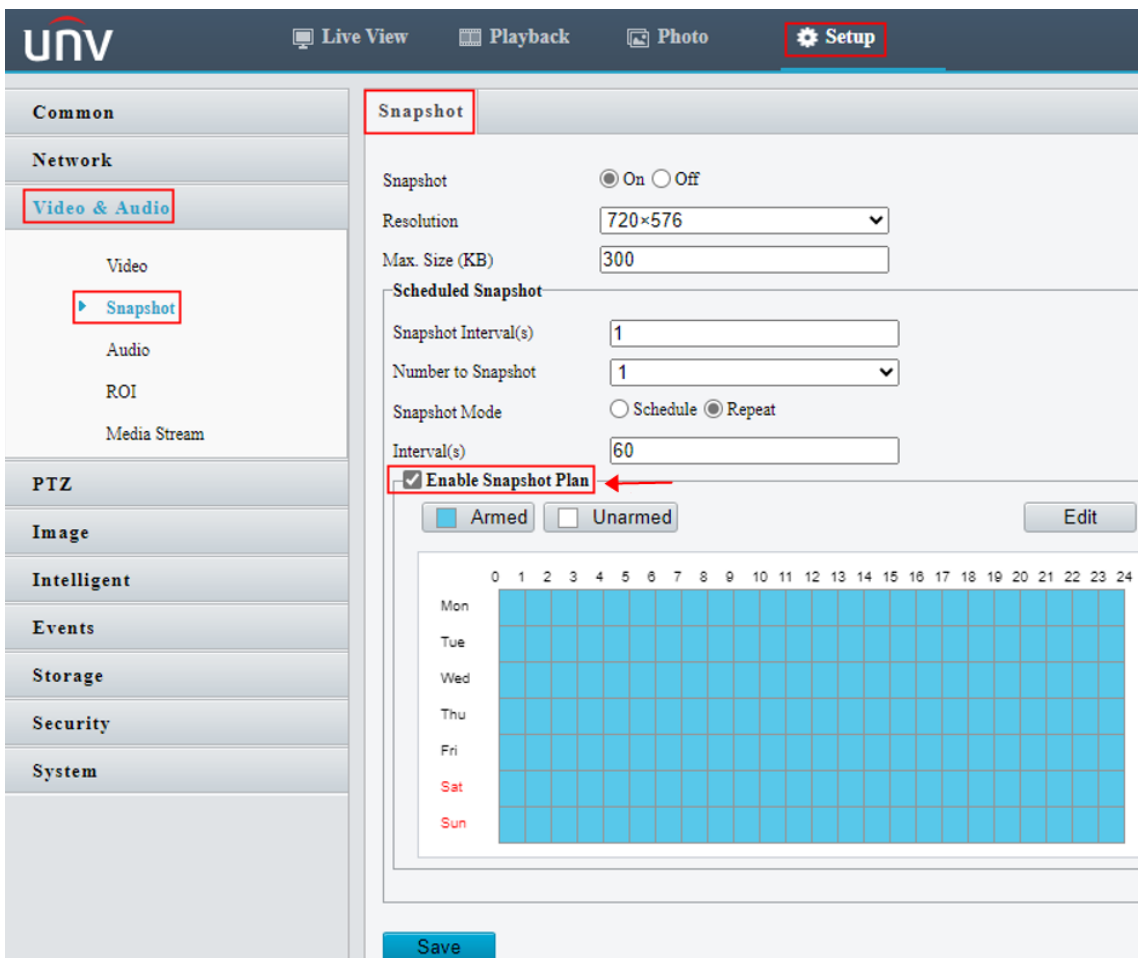 unv Live View Playback Photo Setup
Common
Network
Video & Audio
Video
Snapshot
Audio
ROI
Media Stream
PTZ
Image
Intelligent
Events
Storage
Security
System
Snapshot
Snapshot On Off
Resolution 720×576
Max. Size (KB) 300
Scheduled Snapshot
Snapshot Interval(s) 1
Number to Snapshot 1
Snapshot Mode Schedule Repeat
Interval(s) 60
Enable Snapshot Plan
Armed Unarmed Edit
0 1 2 3 4 5 6 7 8 9 10 11 12 13 14 15 16 17 18 19 20 21 22 23 24
Mon
Tue
Wed
Thu
Fri
Sat
Sun
Save